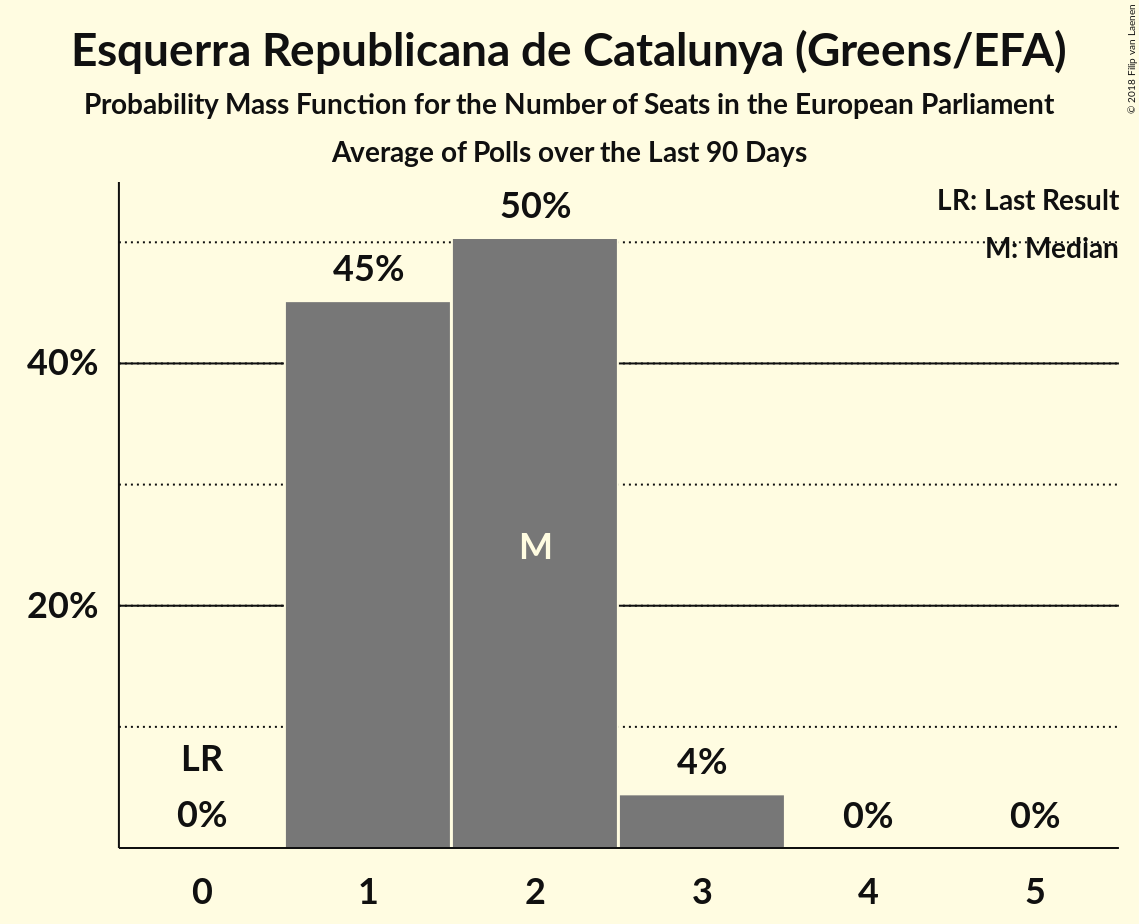 Esquerra Republicana de Catalunya (Greens/EFA)
Probability Mass Function for the Number of Seats in the European Parliament
Average of Polls over the Last 90 Days
© 2018 Filip van Laenen
LR: Last Result
M: Median
50%
45%
40%
M
20%
LR
4%
0%
0%
0%
0 1 2 3 4 5